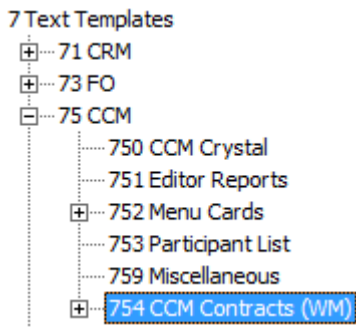 7 Text Templates
71 CRM
73 FO
75 CCM
750 CCM Crystal
751 Editor Reports
752 Menu Cards
753 Participant List
759 Miscellaneous
754 CCM Contracts (WM)